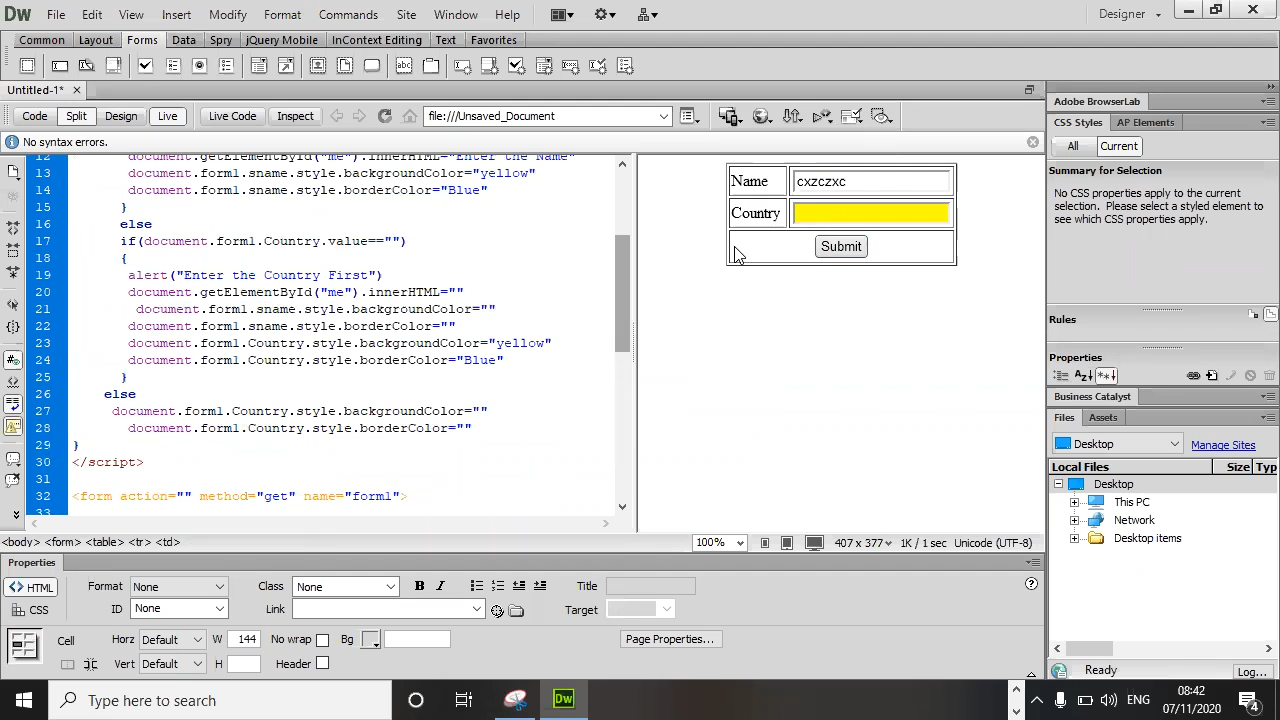 Dw File Edit View Insert Modify Format Commands Site Window Help Designer
Common Layout Forms Data Spry jQuery Mobile InContext Editing Text Favorites
Untitled-1*
Code Split Design Live Live Code Inspect file:///Unsaved_Document
No syntax errors.
12 document.getElementById("me").innerHTML="Enter the Name"
13 document.form1.sname.style.backgroundColor="yellow"
14 document.form1.sname.style.borderColor="Blue"
15 }
16 else
17 if(document.form1.Country.value=="")
18 {
19 alert("Enter the Country First")
20 document.getElementById("me").innerHTML=""
21 document.form1.sname.style.backgroundColor=""
22 document.form1.sname.style.borderColor=""
23 document.form1.Country.style.backgroundColor="yellow"
24 document.form1.Country.style.borderColor="Blue"
25 }
26 else
27 document.form1.Country.style.backgroundColor=""
28 document.form1.Country.style.borderColor=""
29 }
30 </script>
31
32 <form action="" method="get" name="form1">
33
Name cxzczxc
Country
Submit
Adobe BrowserLab
CSS Styles AP Elements
All Current
Summary for Selection
No CSS properties apply to the current
selection. Please select a styled element to
see which CSS properties apply.
Rules
Properties
Business Catalyst
Files Assets
Desktop Manage Sites
Local Files Size Typ
Desktop
This PC
Network
Desktop items
Ready Log...
<body> <form> <table> <tr> <td> 100% 407 x 377 1K / 1 sec Unicode (UTF-8)
Properties
HTML Format None Class None B I Title
CSS ID None Link Target
Cell Horz Default W 144 No wrap Bg Page Properties...
Vert Default H Header
Type here to search Dw ENG 08:42
07/11/2020 4